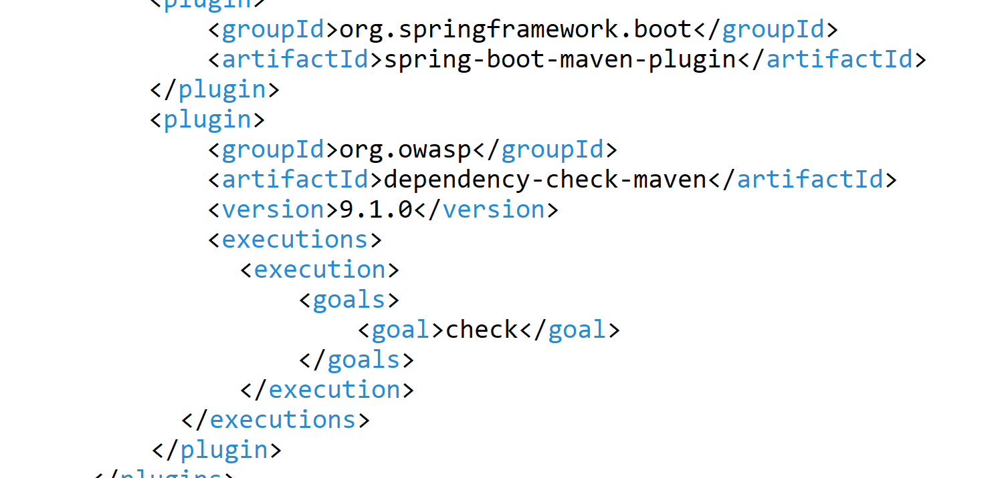 <plugin>
<groupId>org.springframework.boot</groupId>
<artifactId>spring-boot-maven-plugin</artifactId>
</plugin>
<plugin>
<groupId>org.owasp</groupId>
<artifactId>dependency-check-maven</artifactId>
<version>9.1.0</version>
<executions>
<execution>
<goals>
<goal>check</goal>
</goals>
</execution>
</executions>
</plugin>
</plugins>